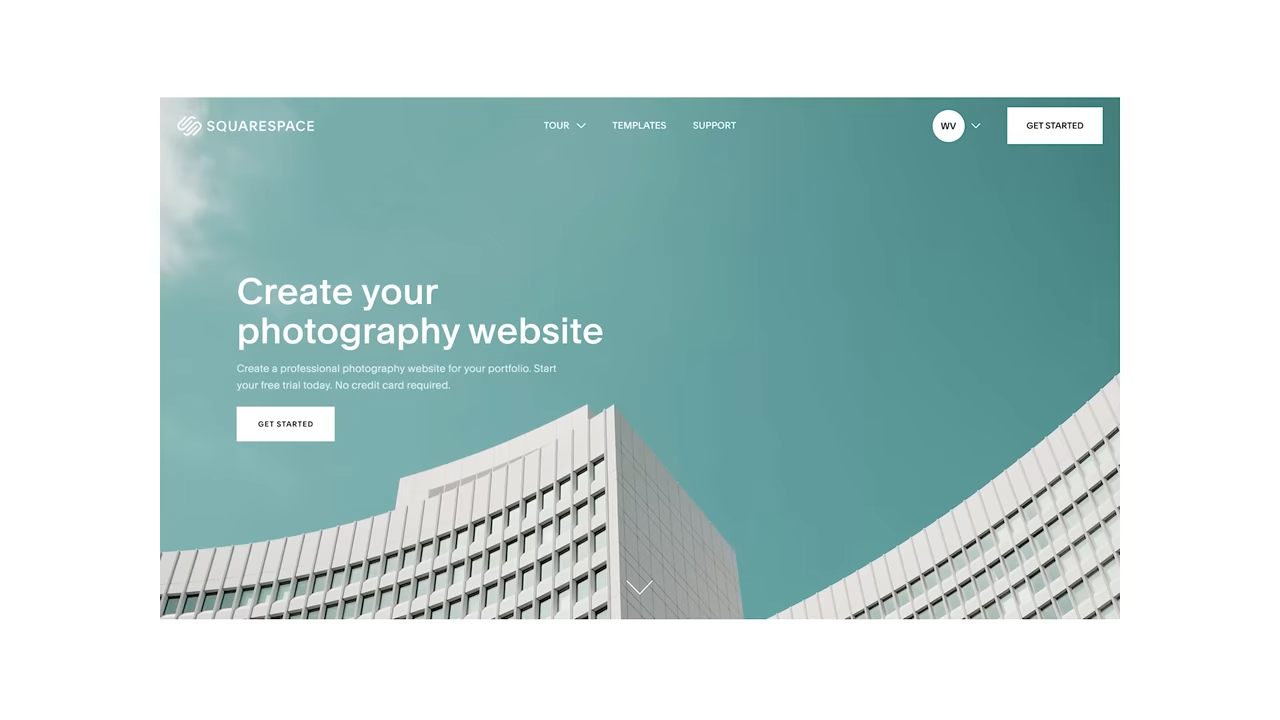 SQUARESPACE
TOUR
TEMPLATES
SUPPORT
WV
GET STARTED
Create your
photography website
Create a professional photography website for your portfolio. Start
your free trial today. No credit card required.
GET STARTED